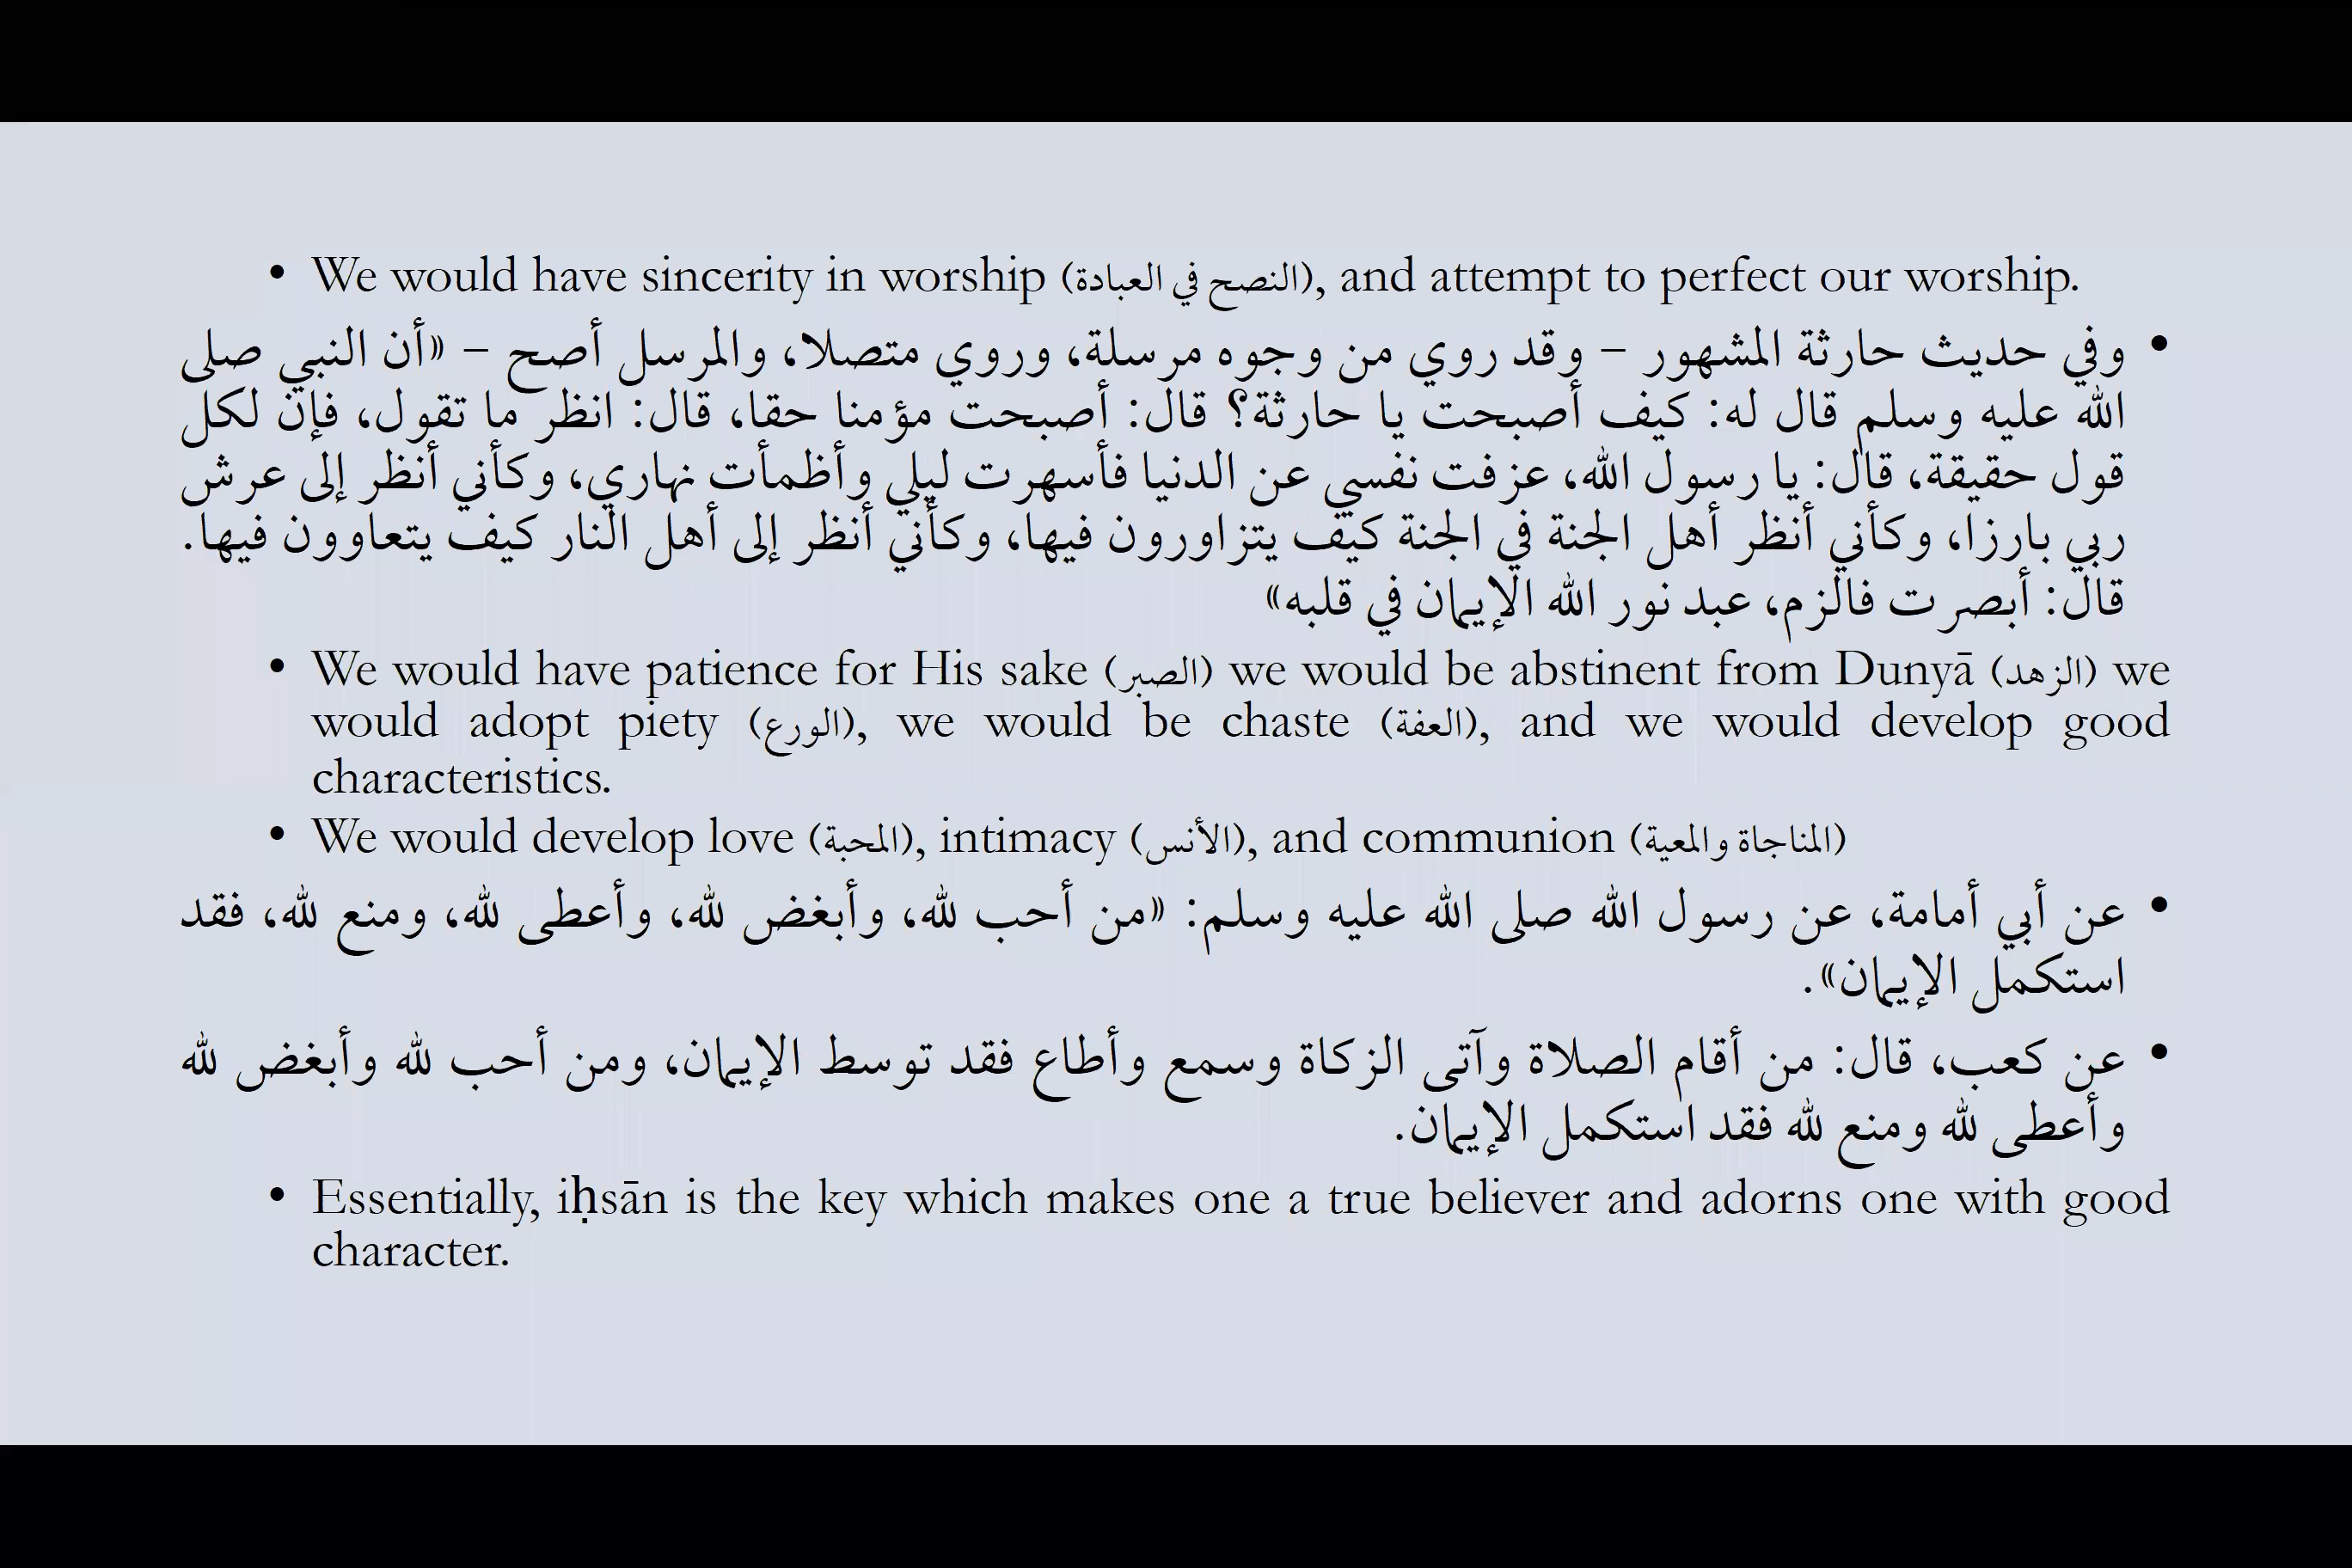 • We would have sincerity in worship (النصح في العبادة), and attempt to perfect our worship.
• وفي حديث حارثة المشهور – وقد روي من وجوه مرسلة، وروي متصلا، والمرسل أصح – «أن النبي صلى
الله عليه وسلم قال له: كيف أصبحت يا حارثة؟ قال: أصبحت مؤمنا حقا، قال: انظر ما تقول، فإن لكل
قول حقيقة، قال: يا رسول الله، عزفت نفسي عن الدنيا فأسهرت ليلي وأظمأت نهاري، وكأني أنظر إلى عرش
ربي بارزا، وكأني أنظر أهل الجنة في الجنة كيف يتزاورون فيها، وكأني أنظر إلى أهل النار كيف يتعاوون فيها.
قال: أبصرت فالزم، عبد نور الله الإيمان في قلبه»
• We would have patience for His sake (الصبر) we would be abstinent from Dunyā (الزهد) we
would adopt piety (الورع), we would be chaste (العفة), and we would develop good
characteristics.
• We would develop love (المحبة), intimacy (الأنس), and communion (المناجاة والمعية)
• عن أبي أمامة، عن رسول الله صلى الله عليه وسلم: «من أحب لله، وأبغض لله، وأعطى لله، ومنع لله، فقد
استكمل الإيمان».
• عن كعب، قال: من أقام الصلاة وآتى الزكاة وسمع وأطاع فقد توسط الإيمان، ومن أحب لله وأبغض لله
وأعطى لله ومنع لله فقد استكمل الإيمان.
• Essentially, iḥsān is the key which makes one a true believer and adorns one with good
character.